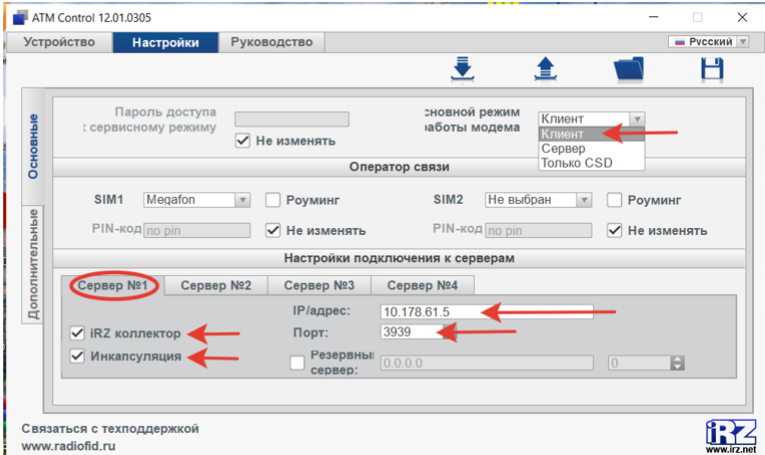 ATM Control 12.01.0305
Устройство Настройки Руководство Русский
Пароль доступа
к сервисному режиму
Не изменять
сновной режим
работы модема
Клиент
Клиент
Сервер
Только CSD
Основные
Дополнительные
Оператор связи
SIM1 Megafon Роуминг SIM2 Не выбран Роуминг
PIN-код no pin Не изменять PIN-код no pin Не изменять
Настройки подключения к серверам
Сервер №1 Сервер №2 Сервер №3 Сервер №4
IP/адрес: 10.178.61.5
iRZ коллектор Порт: 3939
Инкапсуляция Резервны
сервер: 0.0.0.0 0
Связаться с техподдержкой
www.radiofid.ru
iRZ
www.irz.net